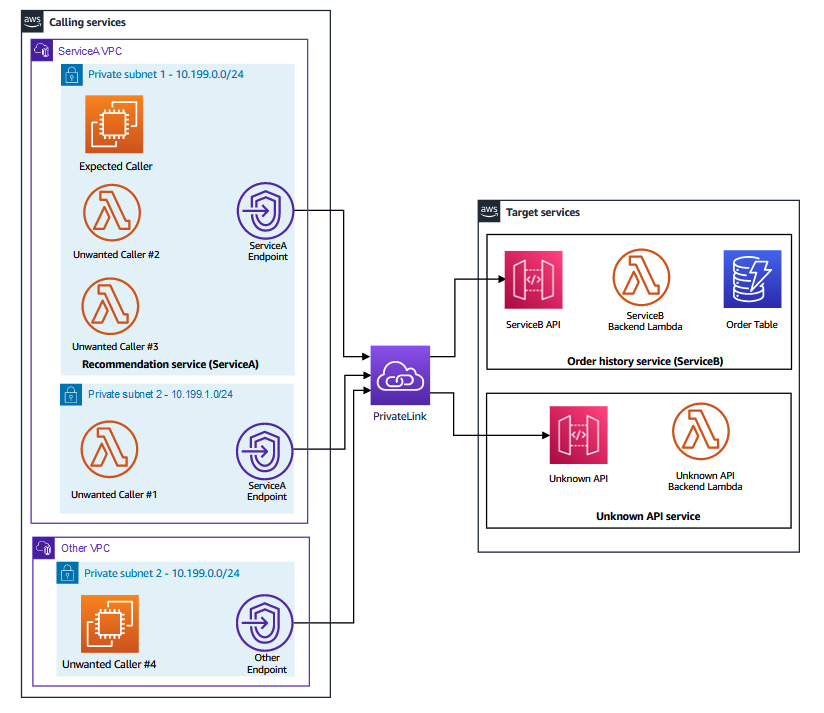 aws
Calling services
ServiceA VPC
Private subnet 1 - 10.199.0.0/24
Expected Caller
Unwanted Caller #2
ServiceA
Endpoint
Unwanted Caller #3
Recommendation service (ServiceA)
Private subnet 2 - 10.199.1.0/24
Unwanted Caller #1
ServiceA
Endpoint
Other VPC
Private subnet 2 - 10.199.0.0/24
Unwanted Caller #4
Other
Endpoint
PrivateLink
aws
Target services
ServiceB API
ServiceB
Backend Lambda
Order Table
Order history service (ServiceB)
Unknown API
Unknown API
Backend Lambda
Unknown API service